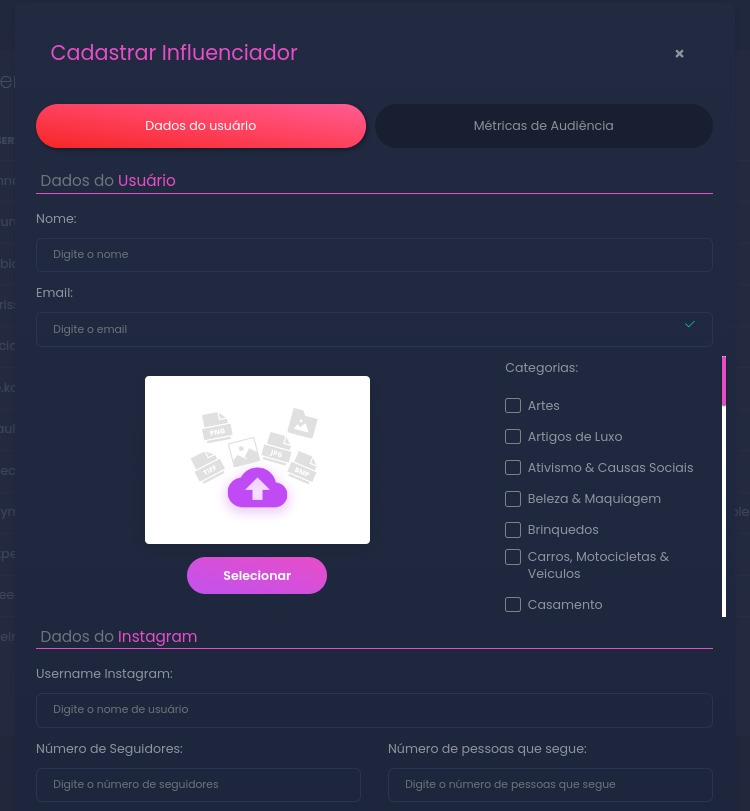 Cadastrar Influenciador
×
Dados do usuário
Métricas de Audiência
Dados do Usuário
Nome:
Digite o nome
Email:
Digite o email
PNG
JPG
TIFF
BMP
Selecionar
Categorias:
Artes
Artigos de Luxo
Ativismo & Causas Sociais
Beleza & Maquiagem
Brinquedos
Carros, Motocicletas &
Veiculos
Casamento
Dados do Instagram
Username Instagram:
Digite o nome de usuário
Número de Seguidores:
Número de pessoas que segue:
Digite o número de seguidores
Digite o número de pessoas que segue